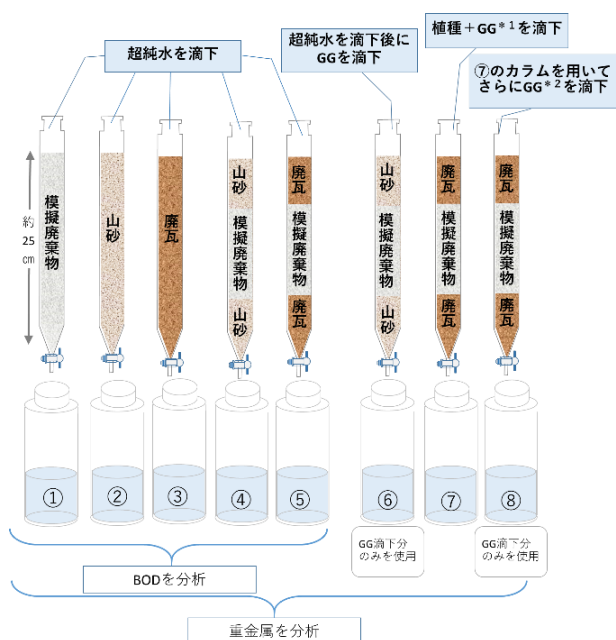 超純水を滴下
超純水を滴下後に
GGを滴下
植種＋GG*1を滴下
⑦のカラムを用いて
さらにGG*2を滴下
約25cm
模擬廃棄物
山砂
廃瓦
山砂
模擬廃棄物
山砂
廃瓦
模擬廃棄物
廃瓦
山砂
模擬廃棄物
山砂
廃瓦
模擬廃棄物
廃瓦
廃瓦
模擬廃棄物
廃瓦
①
②
③
④
⑤
⑥
⑦
⑧
GG滴下分
のみを使用
GG滴下分
のみを使用
BODを分析
重金属を分析